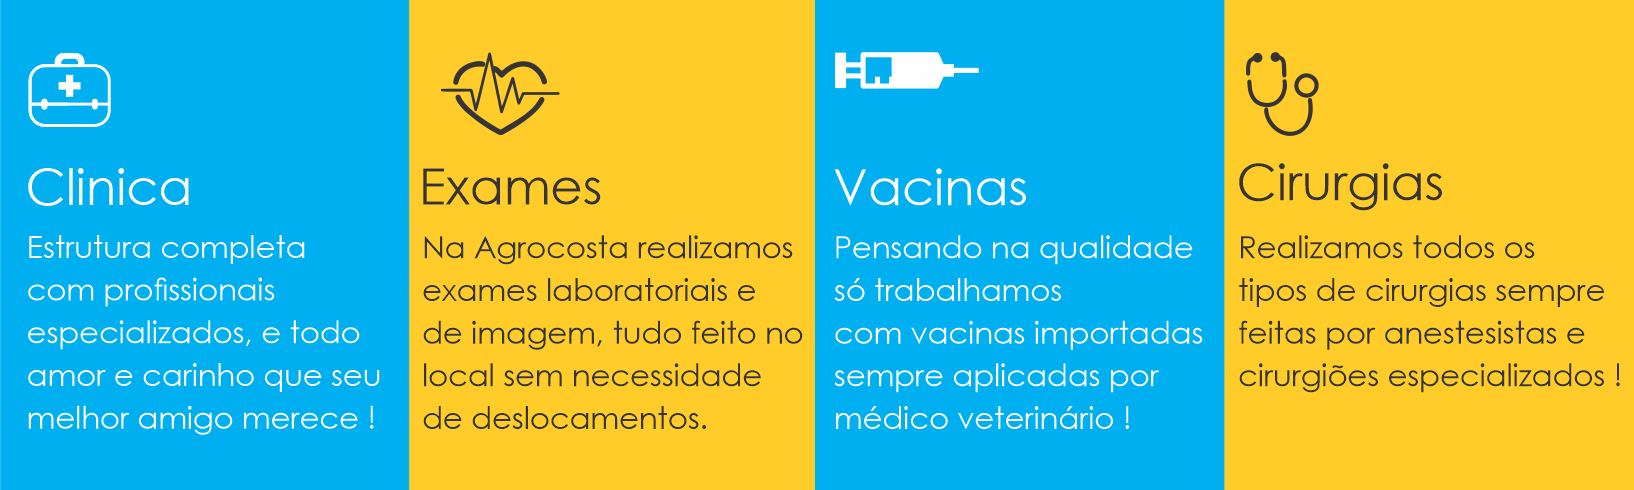 Clinica
Estrutura completa
com profissionais
especializados, e todo
amor e carinho que seu
melhor amigo merece !
Exames
Na Agrocosta realizamos
exames laboratoriais e
de imagem, tudo feito no
local sem necessidade
de deslocamentos.
Vacinas
Pensando na qualidade
só trabalhamos
com vacinas importadas
sempre aplicadas por
médico veterinário !
Cirurgias
Realizamos todos os
tipos de cirurgias sempre
feitas por anestesistas e
cirurgiões especializados !